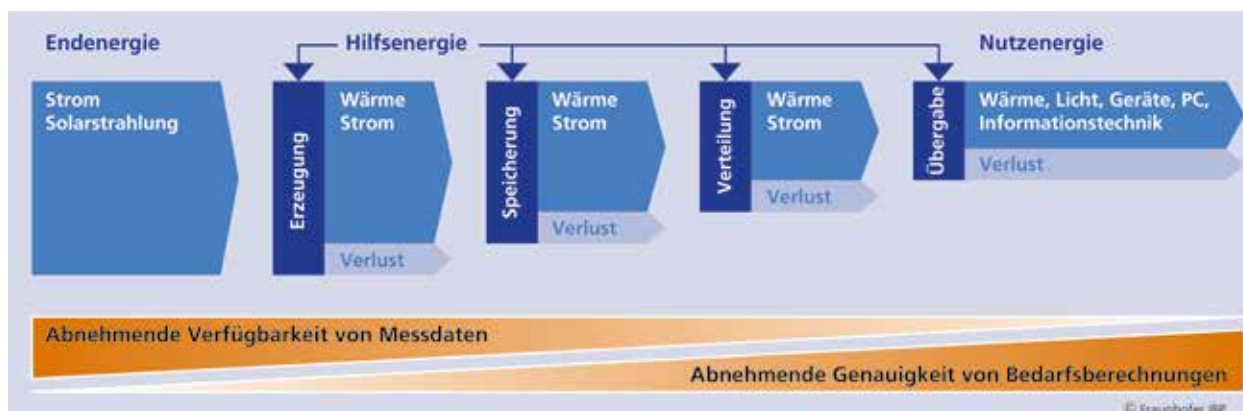 Endenergie
Hilfsenergie
Nutzenergie
Strom
Solarstrahlung
Erzeugung
Wärme
Strom
Verlust
Speicherung
Wärme
Strom
Verlust
Verteilung
Wärme
Strom
Verlust
Übergabe
Wärme, Licht, Geräte, PC,
Informationstechnik
Verlust
Abnehmende Verfügbarkeit von Messdaten
Abnehmende Genauigkeit von Bedarfsberechnungen
© Fraunhofer IBP